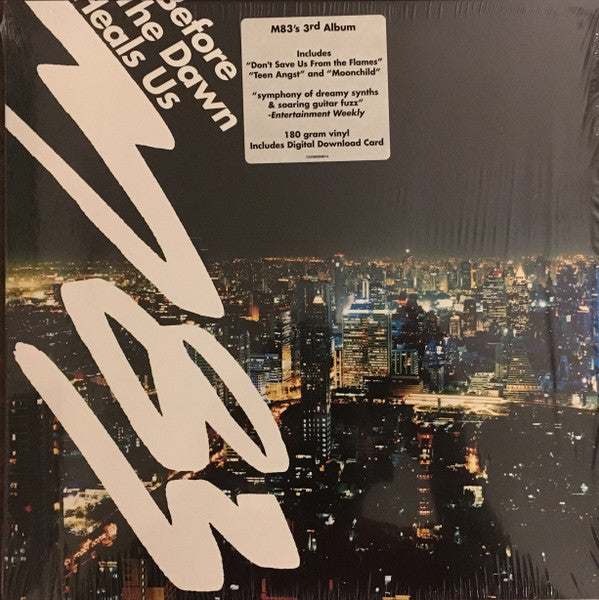 Before
The Dawn
Heals Us
M83
M83's 3rd Album
Includes
"Don't Save Us From the Flames"
"Teen Angst" and "Moonchild"
"symphony of dreamy synths
& soaring guitar fuzz"
-Entertainment Weekly
180 gram vinyl
Includes Digital Download Card